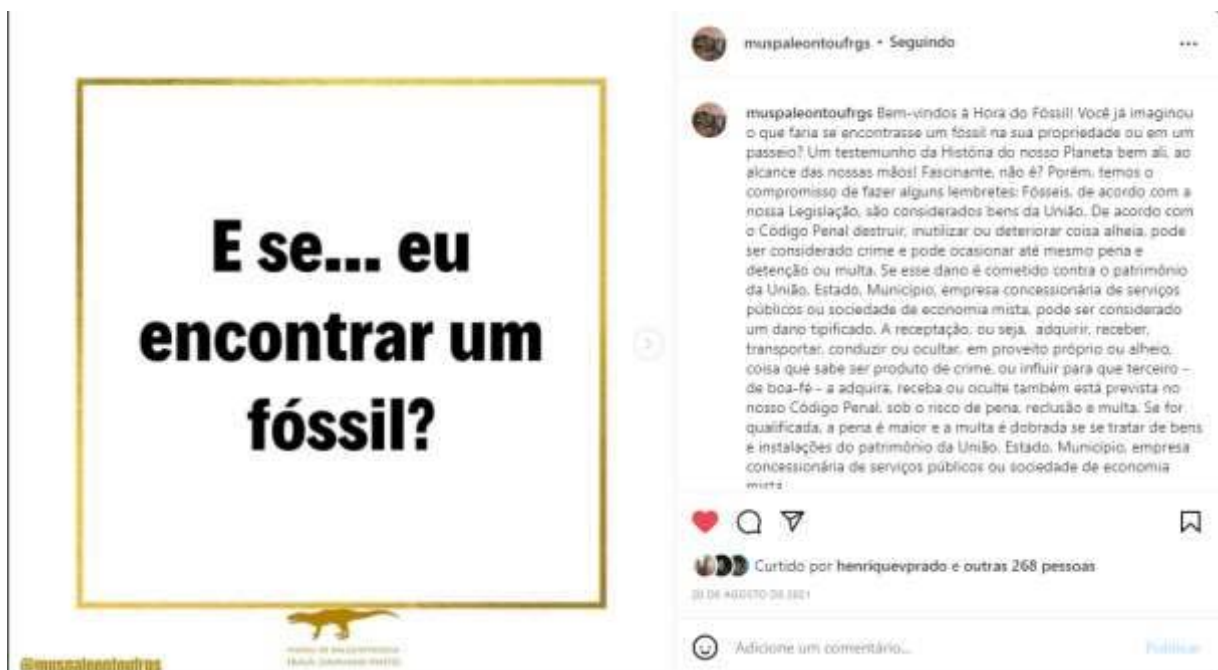 E se... eu
encontrar um
fóssil?
@muspaleontoufrgs
muspaleontoufrgs • Seguindo
muspaleontoufrgs Bem-vindos à Hora do Fóssil! Você já imaginou
o que faria se encontrasse um fóssil na sua propriedade ou em um
passeio? Um testemunho da História do nosso Planeta bem ali, ao
alcance das nossas mãos! Fascinante, não é? Porém, temos o
compromisso de fazer alguns lembretes: Fósseis, de acordo com a
nossa Legislação, são considerados bens da União. De acordo com
o Código Penal destruir, inutilizar ou deteriorar coisa alheia, pode
ser considerado crime e pode ocasionar até mesmo pena e
detenção ou multa. Se esse dano é cometido contra o patrimônio
da União, Estado, Município, empresa concessionária de serviços
públicos ou sociedade de economia mista, pode ser considerado
um dano tipificado. A receptação, ou seja, adquirir, receber,
transportar, conduzir ou ocultar, em proveito próprio ou alheio,
coisa que sabe ser produto de crime, ou influir para que terceiro –
de boa-fé – a adquira, receba ou oculte também está prevista no
nosso Código Penal, sob o risco de pena, reclusão e multa. Se for
qualificada, a pena é maior e a multa é dobrada se se tratar de bens
e instalações do patrimônio da União, Estado, Município, empresa
concessionária de serviços públicos ou sociedade de economia
mista
Curtido por henriquevprado e outras 268 pessoas
20 DE AGOSTO DE 2021
Adicione um comentário...
Publicar